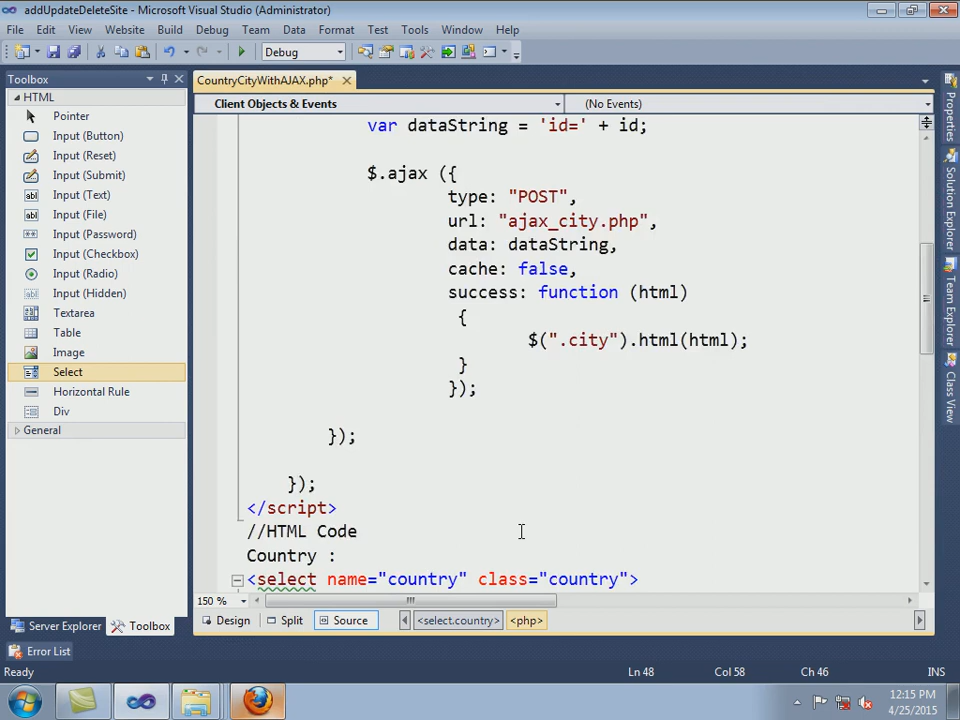 addUpdateDeleteSite - Microsoft Visual Studio (Administrator)
File Edit View Website Build Debug Team Data Format Test Tools Window Help
Debug
Toolbox
CountryCityWithAJAX.php*
HTML
Client Objects & Events
(No Events)
Pointer
Input (Button)
Input (Reset)
Input (Submit)
Input (Text)
Input (File)
Input (Password)
Input (Checkbox)
Input (Radio)
Input (Hidden)
Textarea
Table
Image
Select
Horizontal Rule
Div
General
var dataString = 'id=' + id;
$.ajax ({
type: "POST",
url: "ajax_city.php",
data: dataString,
cache: false,
success: function (html)
{
$(".city").html(html);
}
});
});
});
</script>
//HTML Code
Country :
<select name="country" class="country">
Properties
Solution Explorer
Team Explorer
Class View
150 %
Design Split Source <select.country> <php>
Server Explorer Toolbox
Error List
Ready Ln 48 Col 58 Ch 46 INS
12:15 PM
4/25/2015